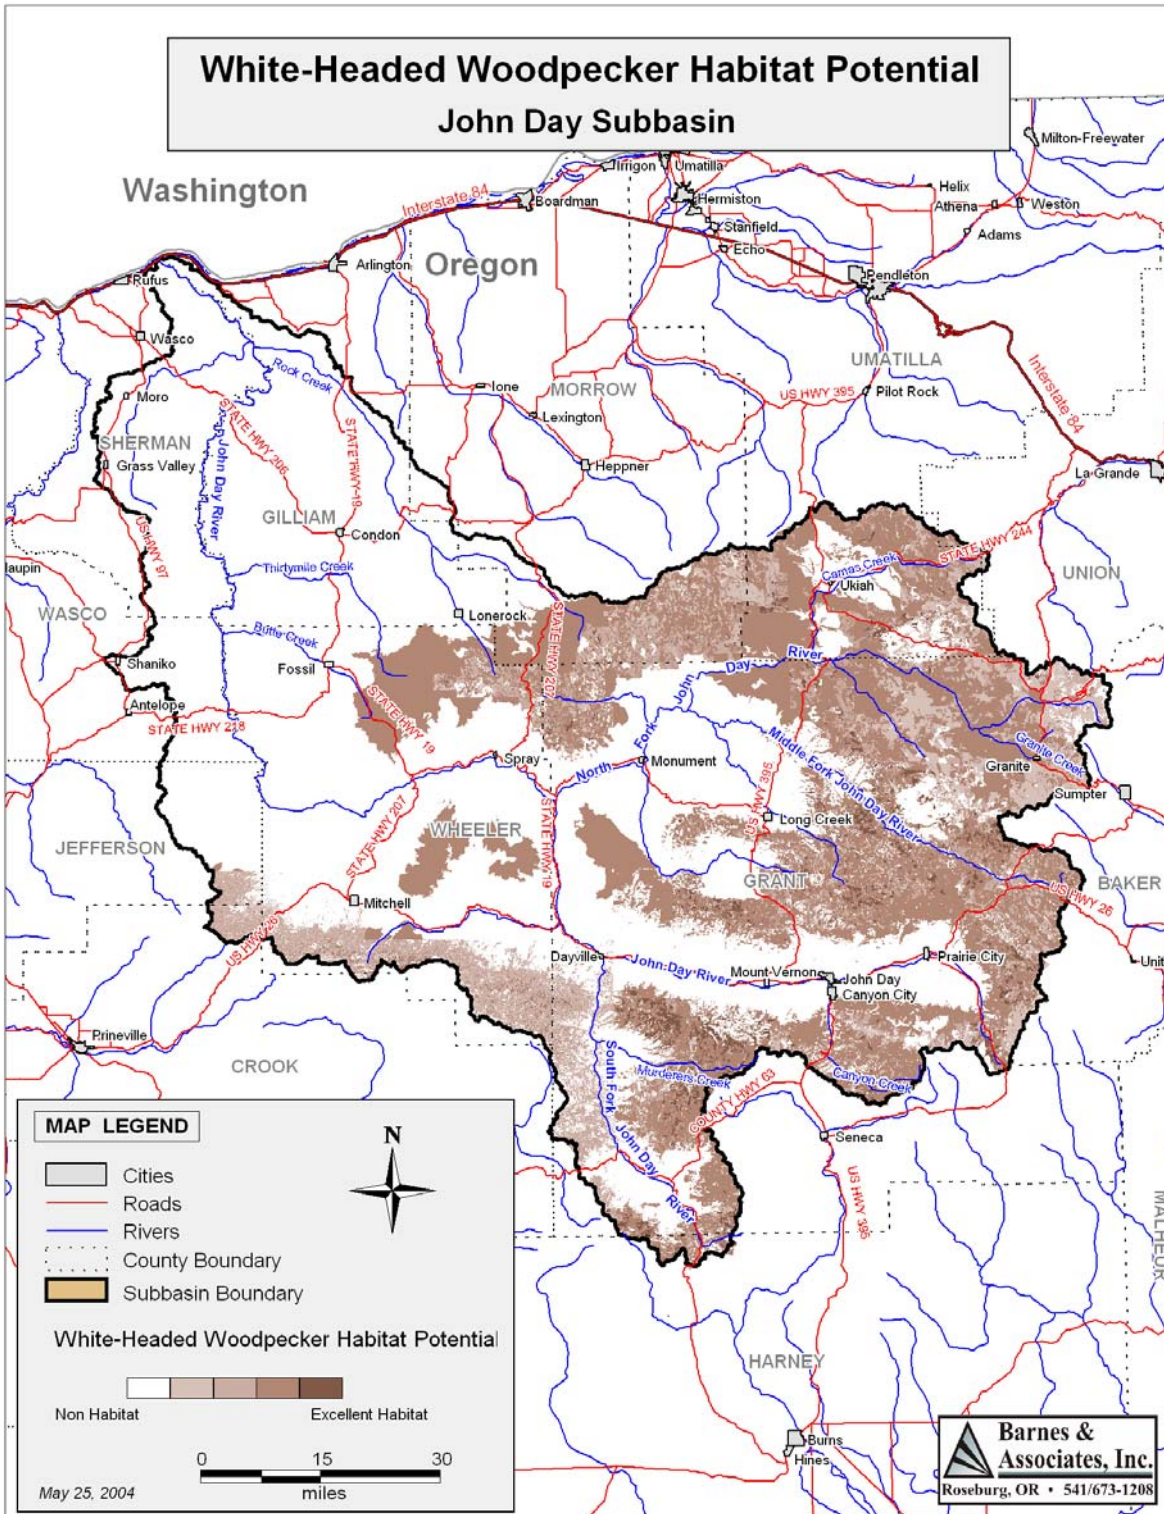 White-Headed Woodpecker Habitat Potential
John Day Subbasin
Milton-Freewater
Irrigon
Umatilla
Washington
Interstate 84
Boardman
Hermiston
Helix
Athena
Weston
Stanfield
Adams
Echo
Oregon
Arlington
Pendleton
Rufus
Wasco
UMATILLA
Rock Creek
Interstate 84
Ione
MORROW
US HWY 395
Pilot Rock
Moro
STATE HWY 206
STATE HWY 19
Lexington
SHERMAN
John Day River
Grass Valley
Heppner
La Grande
GILLIAM
US HWY 97
Condon
STATE HWY 244
Camas Creek
Ukiah
UNION
aupin
Thirtymile Creek
WASCO
Lonerock
STATE HWY 207
Butte Creek
Shaniko
Fossil
North Fork John Day River
Antelope
STATE HWY 218
STATE HWY 19
Middle Fork John Day River
Granite Creek
Granite
Spray
Monument
US HWY 395
Sumpter
Long Creek
STATE HWY 207
WHEELER
STATE HWY 19
JEFFERSON
GRANT
US HWY 26
BAKER
Mitchell
US HWY 26
Dayville
John Day River
Mount Vernon
John Day
Prairie City
Unit
Canyon City
Prineville
CROOK
South Fork John Day River
Murderers Creek
COUNTY HWY 63
Canyon Creek
Seneca
US HWY 395
MALHEUR
HARNEY
Burns
Hines
MAP LEGEND
N
Cities
Roads
Rivers
County Boundary
Subbasin Boundary
White-Headed Woodpecker Habitat Potential
Non Habitat
Excellent Habitat
0 15 30
miles
May 25, 2004
Barnes &
Associates, Inc.
Roseburg, OR • 541/673-1208